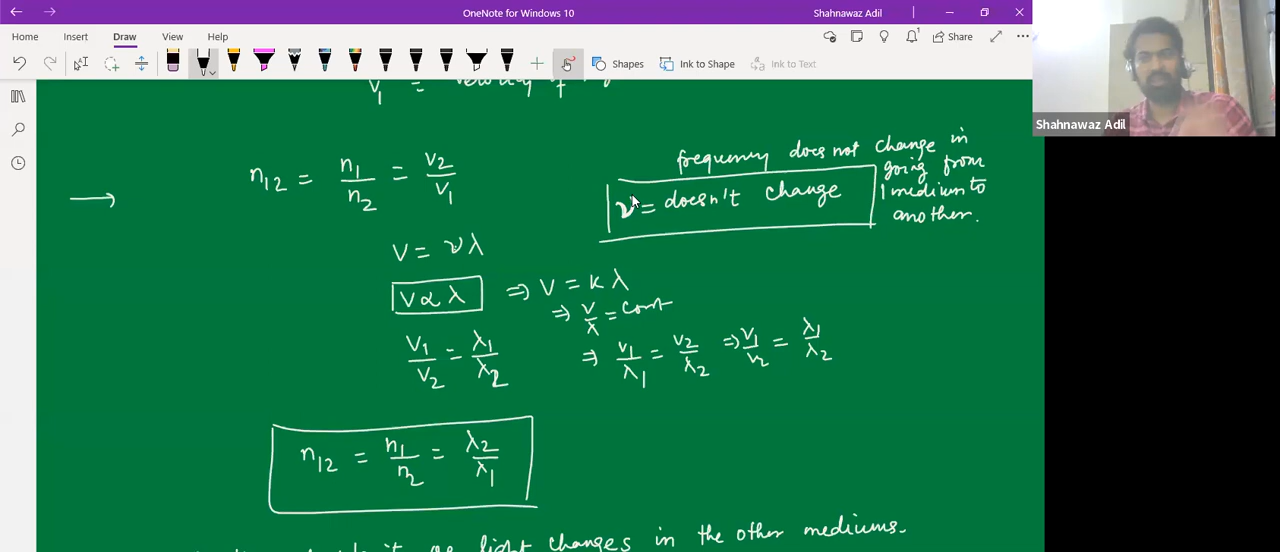 OneNote for Windows 10
Shahnawaz Adil
Home Insert Draw View Help
Share
Shapes
Ink to Shape
Ink to Text
Shahnawaz Adil
V₁ =
n₁₂ = n₁/n₂ = v₂/v₁
frequency does not change in
going from
1 medium to
another.
ν = doesn't change
V = νλ
V ∝ λ ⇒ V = K λ
⇒ v/λ = const
V₁/V₂ = λ₁/λ₂ ⇒ v₁/λ₁ = v₂/λ₂ ⇒ v₁/v₂ = λ₁/λ₂
n₁₂ = n₁/n₂ = λ₂/λ₁
light changes in the other mediums.